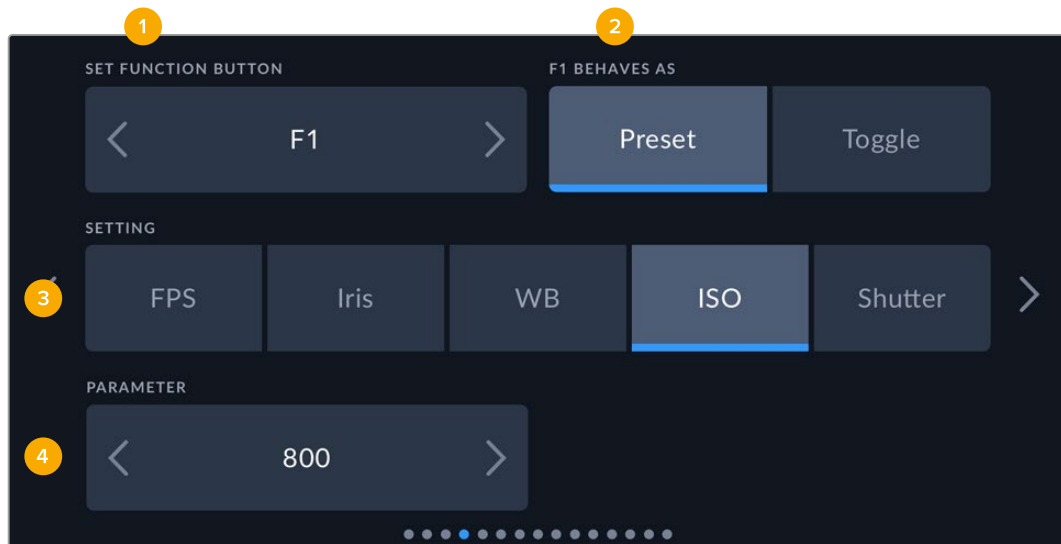 1 2
SET FUNCTION BUTTON F1 BEHAVES AS
F1 Preset Toggle
SETTING
3 FPS Iris WB ISO Shutter
PARAMETER
4 800